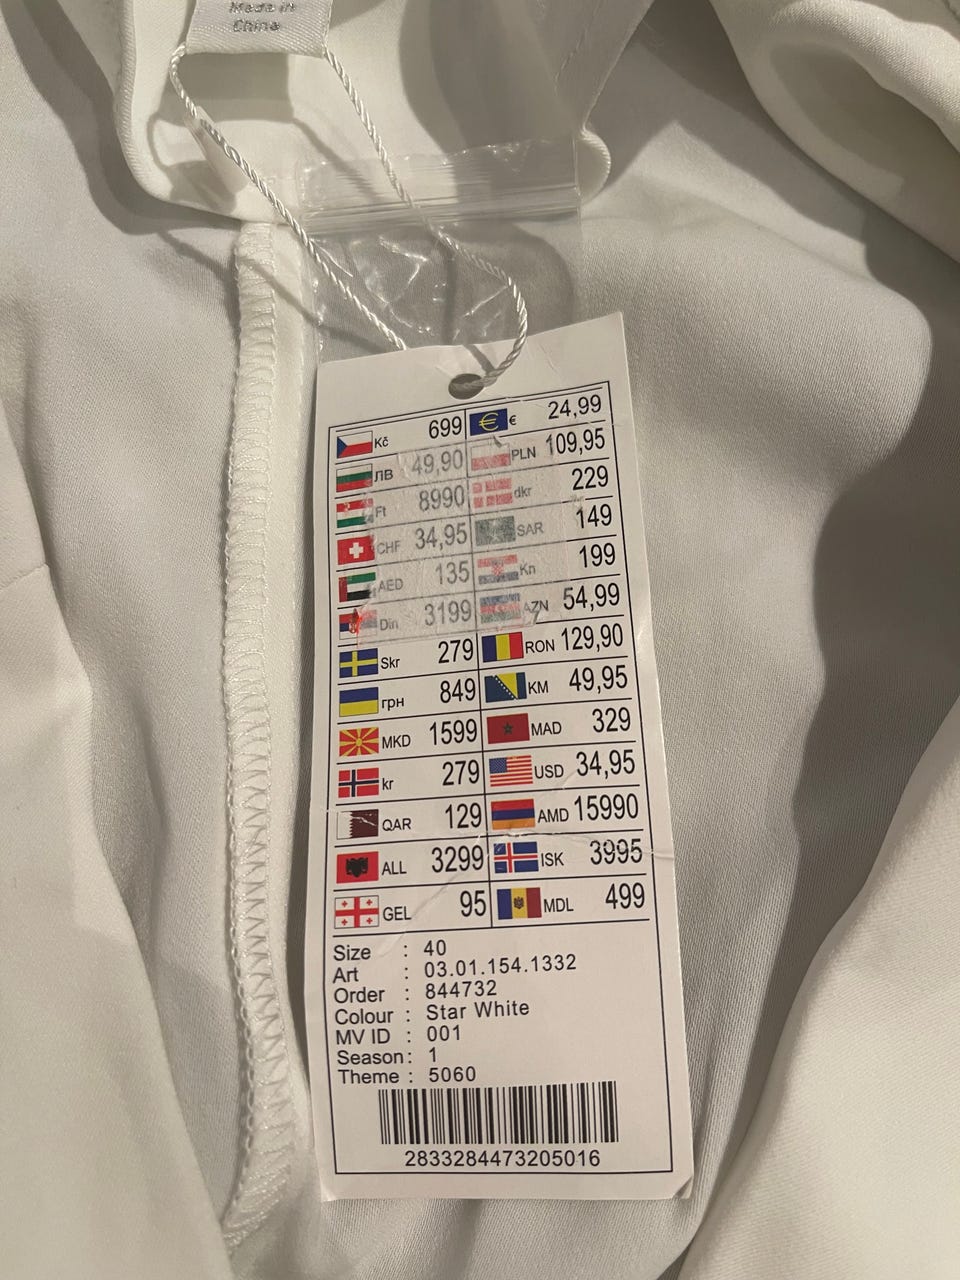 Made in
China
Kč 699 € 24,99
ЛВ 49,90 PLN 109,95
Ft 8990 dkr 229
CHF 34,95 SAR 149
AED 135 Kn 199
Din 3199 AZN 54,99
Skr 279 RON 129,90
грн 849 KM 49,95
MKD 1599 MAD 329
kr 279 USD 34,95
QAR 129 AMD 15990
ALL 3299 ISK 3995
GEL 95 MDL 499
Size : 40
Art : 03.01.154.1332
Order : 844732
Colour : Star White
MV ID : 001
Season : 1
Theme : 5060
2833284473205016